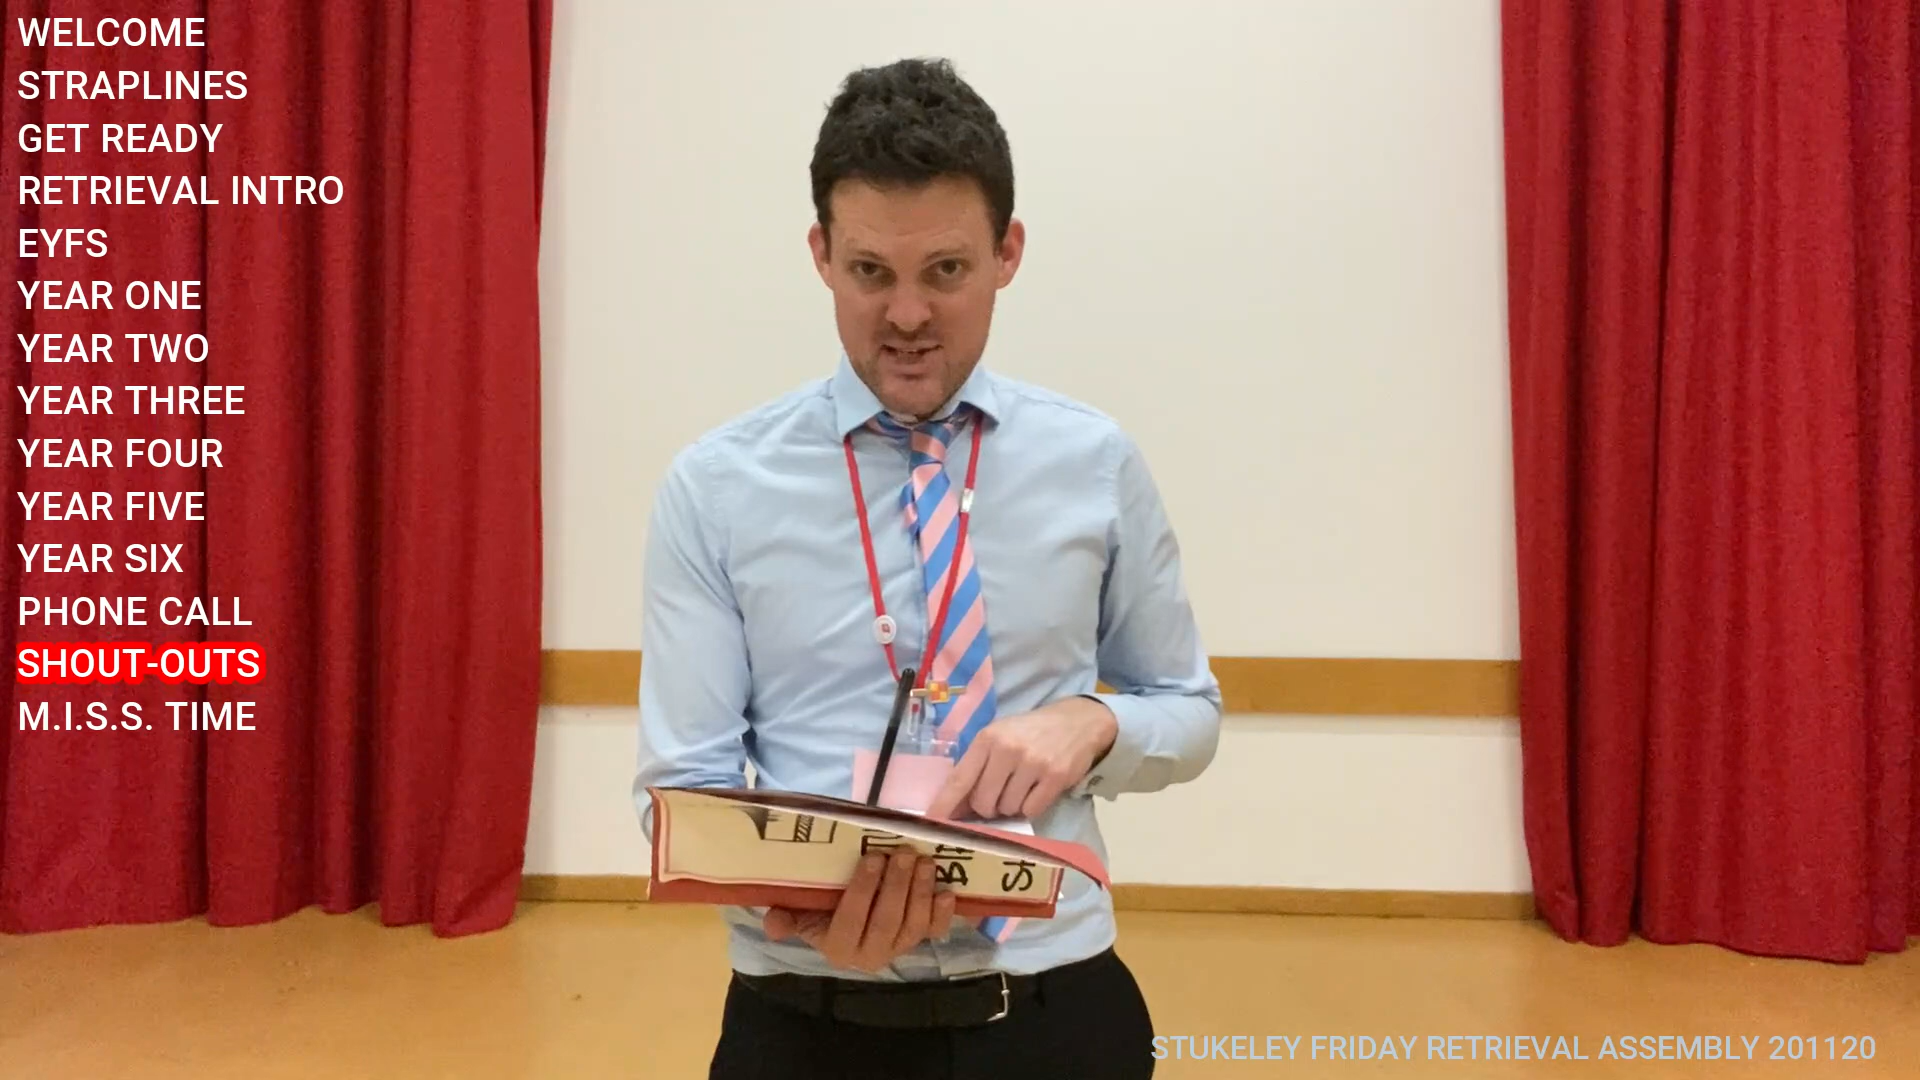 WELCOME
STRAPLINES
GET READY
RETRIEVAL INTRO
EYFS
YEAR ONE
YEAR TWO
YEAR THREE
YEAR FOUR
YEAR FIVE
YEAR SIX
PHONE CALL
SHOUT-OUTS
M.I.S.S. TIME
STUKELEY FRIDAY RETRIEVAL ASSEMBLY 201120